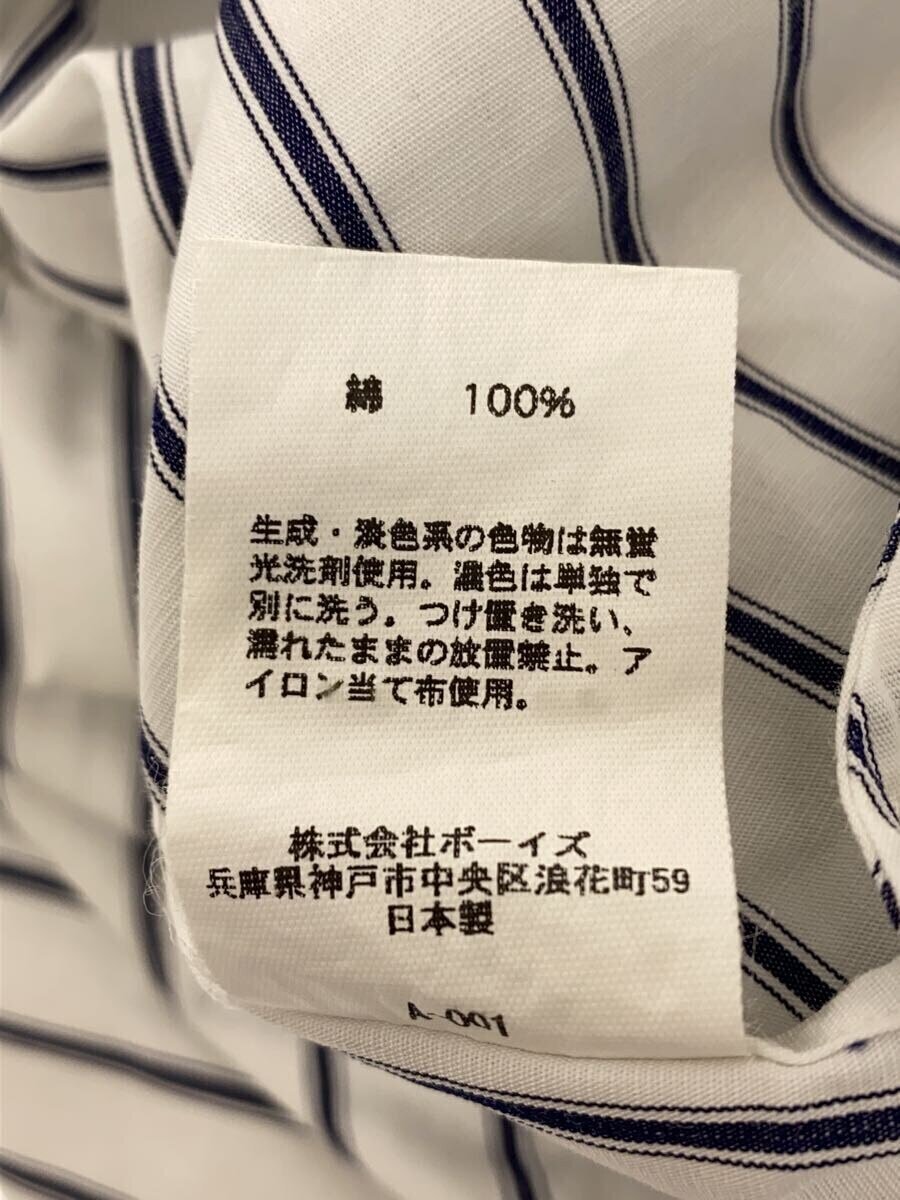 綿 100%
生成・淡色系の色物は無蛍
光洗剤使用。濃色は単独で
別に洗う。つけ置き洗い、
濡れたままの放置禁止。ア
イロン当て布使用。
株式会社ボーイズ
兵庫県神戸市中央区浪花町59
日本製
A-001